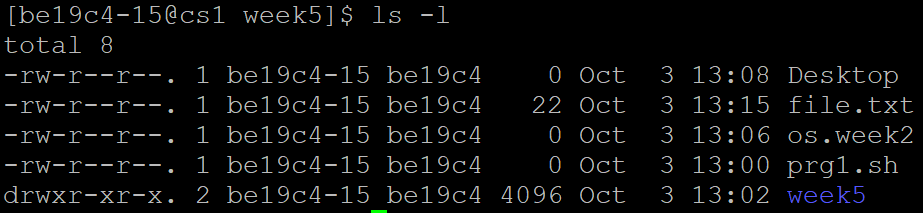 [be19c4-15@cs1 week5]$ ls -l
total 8
-rw-r--r--. 1 be19c4-15 be19c4    0 Oct  3 13:08 Desktop
-rw-r--r--. 1 be19c4-15 be19c4   22 Oct  3 13:15 file.txt
-rw-r--r--. 1 be19c4-15 be19c4    0 Oct  3 13:06 os.week2
-rw-r--r--. 1 be19c4-15 be19c4    0 Oct  3 13:00 prg1.sh
drwxr-xr-x. 2 be19c4-15 be19c4 4096 Oct  3 13:02 week5